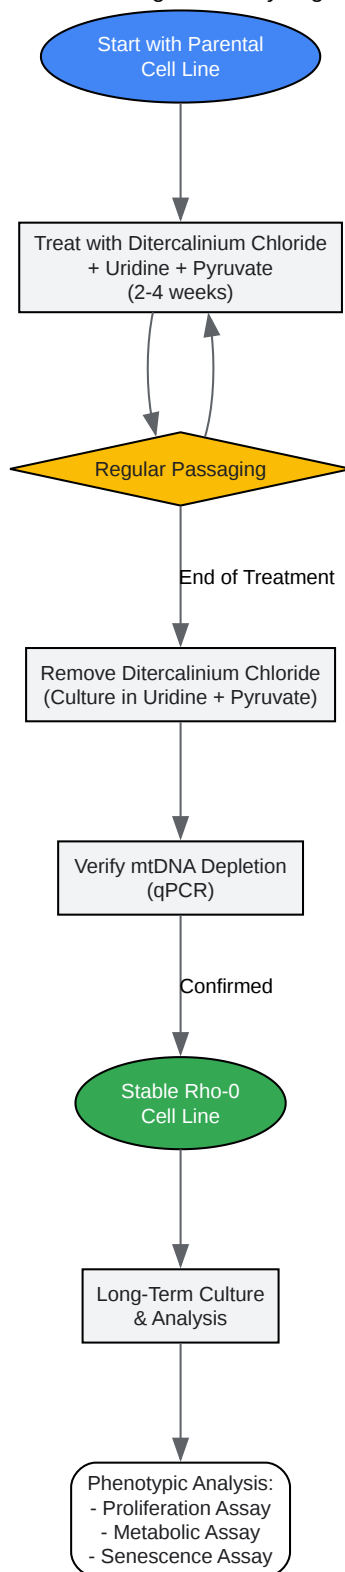 Start with Parental
Cell Line
Treat with Ditercalinium Chloride
+ Uridine + Pyruvate
(2-4 weeks)
Regular Passaging
End of Treatment
Remove Ditercalinium Chloride
(Culture in Uridine + Pyruvate)
Verify mtDNA Depletion
(qPCR)
Confirmed
Stable Rho-0
Cell Line
Long-Term Culture
& Analysis
Phenotypic Analysis:
- Proliferation Assay
- Metabolic Assay
- Senescence Assay